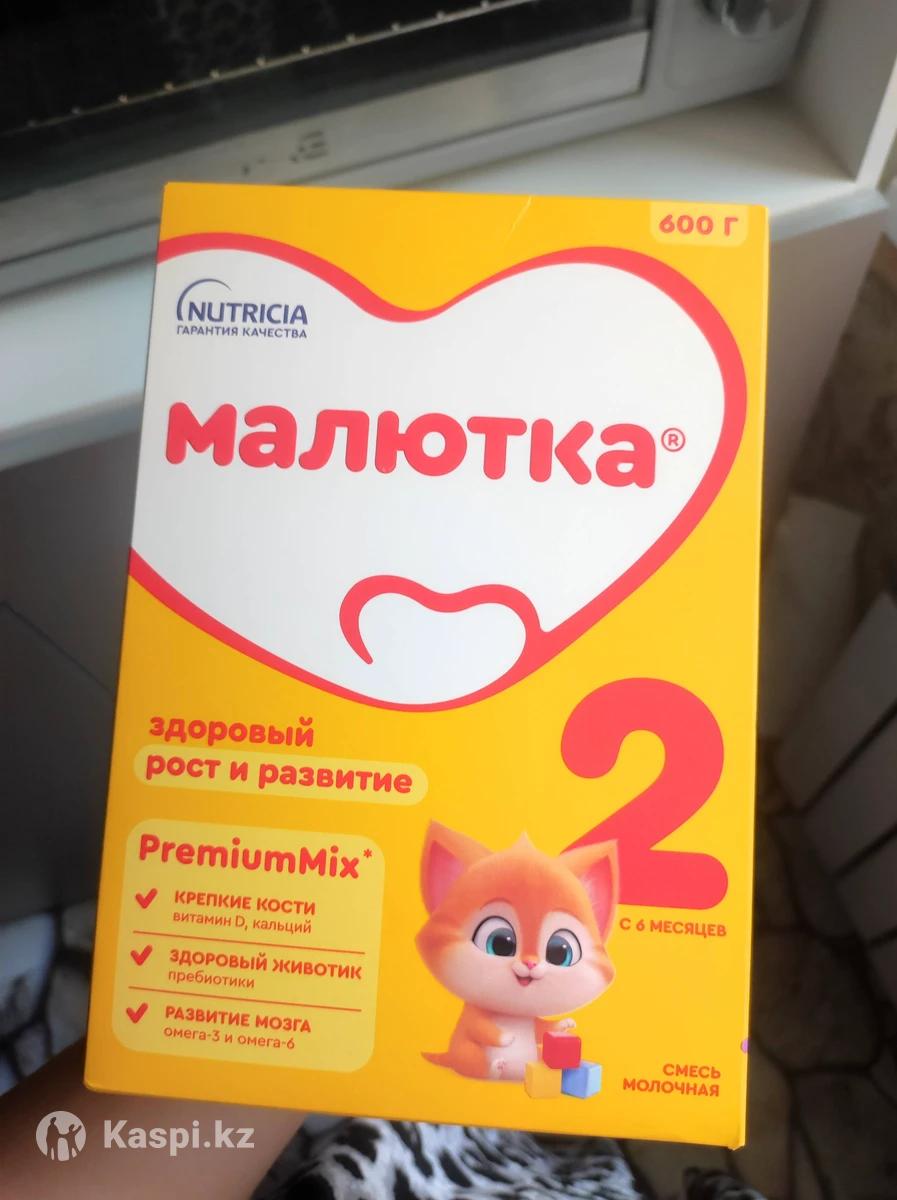 600 Г
NUTRICIA
ГАРАНТИЯ КАЧЕСТВА
малютка®
здоровый
рост и развитие
PremiumMix*
КРЕПКИЕ КОСТИ
витамин D, кальций
ЗДОРОВЫЙ ЖИВОТИК
пребиотики
РАЗВИТИЕ МОЗГА
омега-3 и омега-6
2
С 6 МЕСЯЦЕВ
СМЕСЬ
МОЛОЧНАЯ
Kaspi.kz